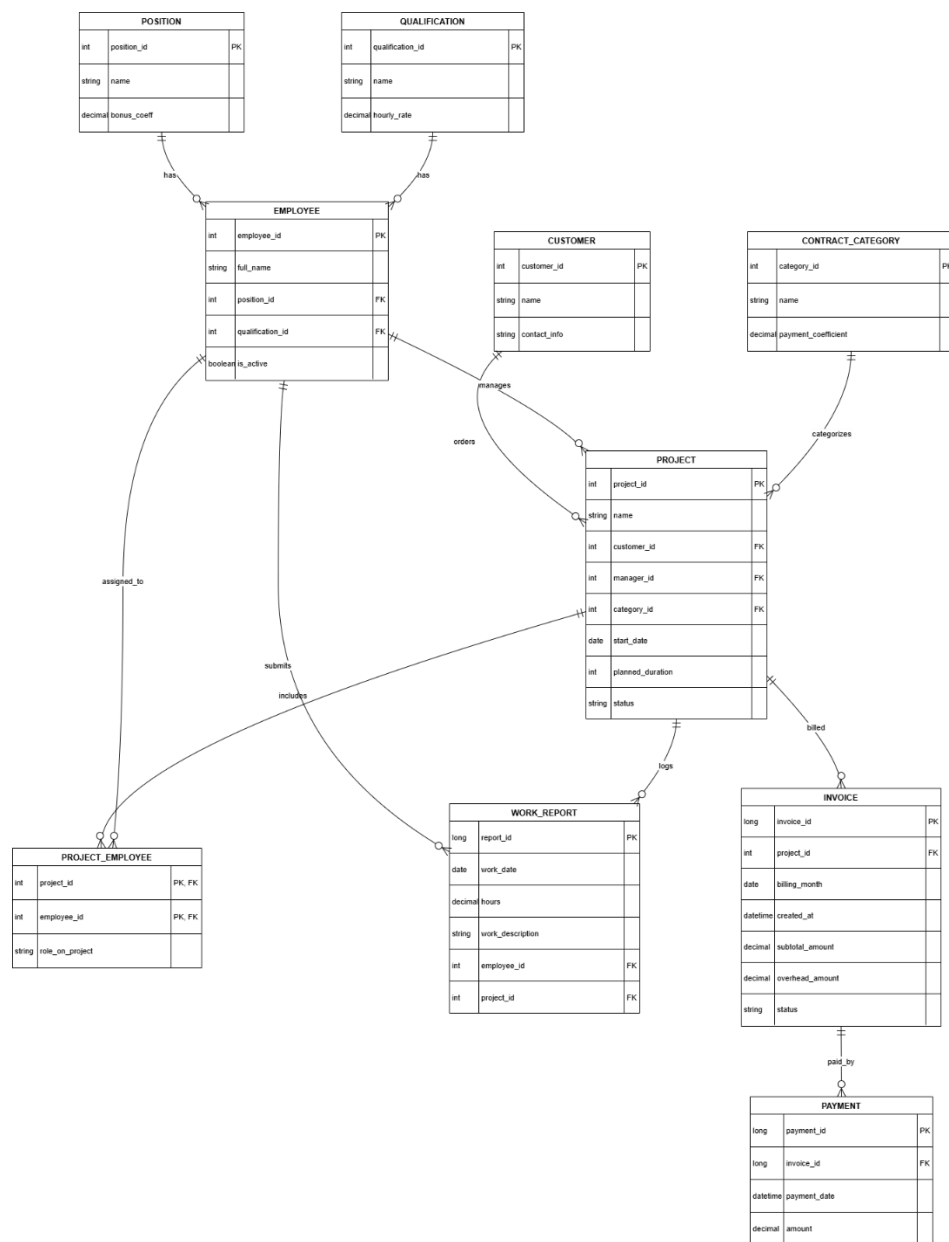 POSITION
int position_id PK
string name
decimal bonus_coeff
QUALIFICATION
int qualification_id PK
string name
decimal hourly_rate
has
has
EMPLOYEE
int employee_id PK
string full_name
int position_id FK
int qualification_id FK
boolean is_active
CUSTOMER
int customer_id PK
string name
string contact_info
CONTRACT_CATEGORY
int category_id PK
string name
decimal payment_coefficient
manages
orders
categorizes
PROJECT
int project_id PK
string name
int customer_id FK
int manager_id FK
int category_id FK
date start_date
int planned_duration
string status
assigned_to
submits
includes
billed
logs
WORK_REPORT
long report_id PK
date work_date
decimal hours
string work_description
int employee_id FK
int project_id FK
INVOICE
long invoice_id PK
int project_id FK
date billing_month
datetime created_at
decimal subtotal_amount
decimal overhead_amount
string status
PROJECT_EMPLOYEE
int project_id PK, FK
int employee_id PK, FK
string role_on_project
paid_by
PAYMENT
long payment_id PK
long invoice_id FK
datetime payment_date
decimal amount